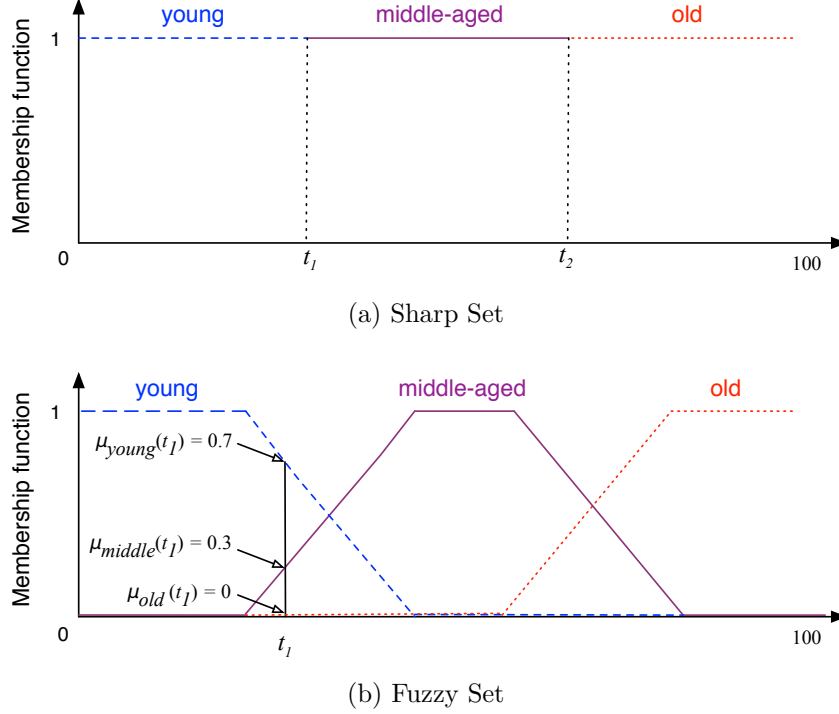 young middle-aged old
1
Membership function
0 t₁ t₂ 100
(a) Sharp Set
young middle-aged old
1
μyoung(t₁) = 0.7
Membership function
μmiddle(t₁) = 0.3
μold (t₁) = 0
0 t₁ 100
(b) Fuzzy Set